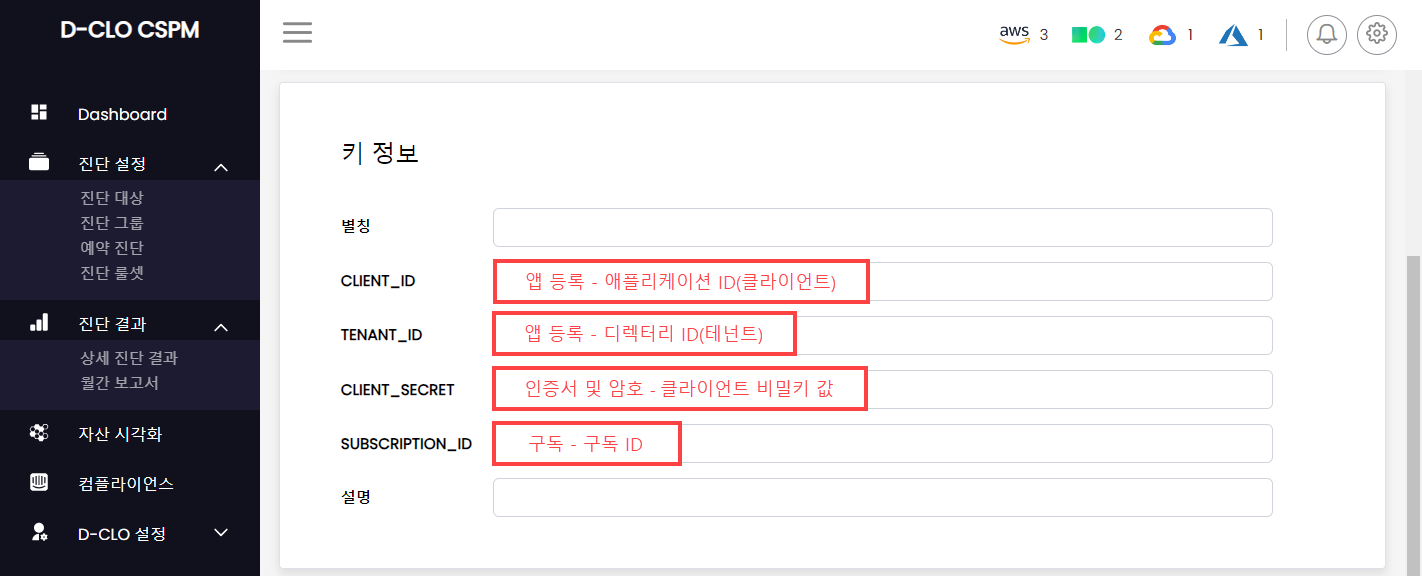 D-CLO CSPM
aws 3 2 1 1
Dashboard
진단 설정
진단 대상
진단 그룹
예약 진단
진단 룰셋
진단 결과
상세 진단 결과
월간 보고서
자산 시각화
컴플라이언스
D-CLO 설정
키 정보
별칭
CLIENT_ID 앱 등록 - 애플리케이션 ID(클라이언트)
TENANT_ID 앱 등록 - 디렉터리 ID(테넌트)
CLIENT_SECRET 인증서 및 암호 - 클라이언트 비밀키 값
SUBSCRIPTION_ID 구독 - 구독 ID
설명